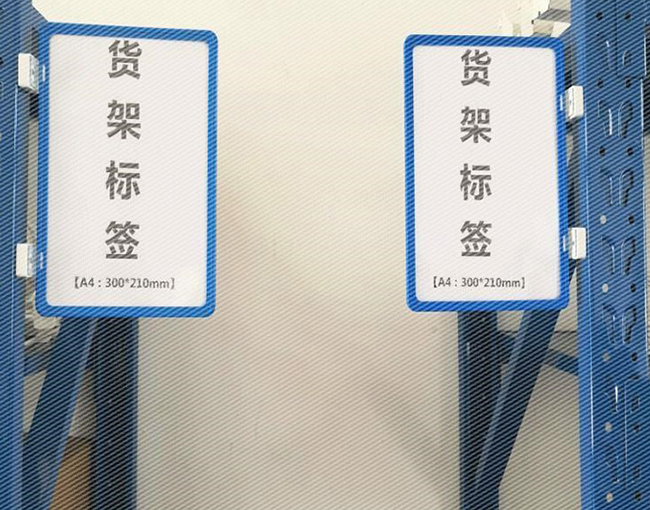 货
架
标
签
【A4：300*210mm】
货
架
标
签
【A4：300*210mm】